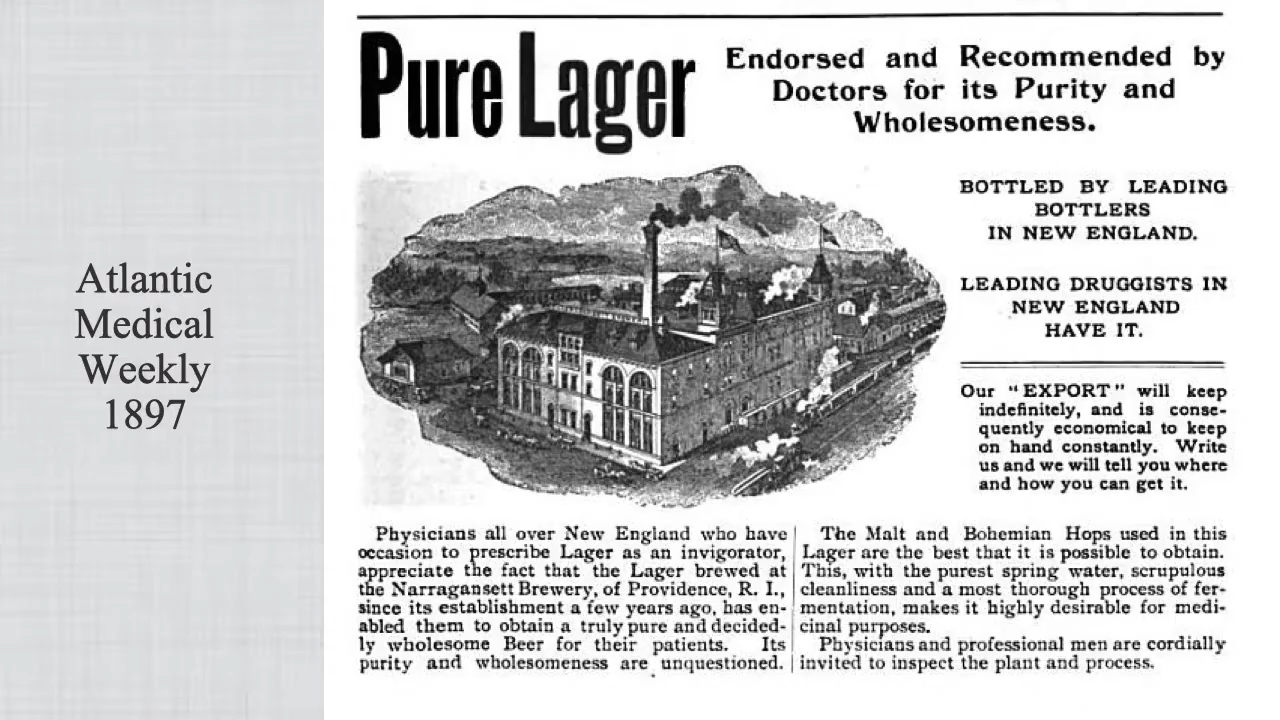 Atlantic
Medical
Weekly
1897
Pure Lager
Endorsed and Recommended by
Doctors for its Purity and
Wholesomeness.
BOTTLED BY LEADING
BOTTLERS
IN NEW ENGLAND.
LEADING DRUGGISTS IN
NEW ENGLAND
HAVE IT.
Our "EXPORT" will keep
indefinitely, and is conse-
quently economical to keep
on hand constantly. Write
us and we will tell you where
and how you can get it.
Physicians all over New England who have
occasion to prescribe Lager as an invigorator,
appreciate the fact that the Lager brewed at
the Narragansett Brewery, of Providence, R. I.,
since its establishment a few years ago, has en-
abled them to obtain a truly pure and decided-
ly wholesome Beer for their patients. Its
purity and wholesomeness are unquestioned.
The Malt and Bohemian Hops used in this
Lager are the best that it is possible to obtain.
This, with the purest spring water, scrupulous
cleanliness and a most thorough process of fer-
mentation, makes it highly desirable for medi-
cinal purposes.
Physicians and professional men are cordially
invited to inspect the plant and process.